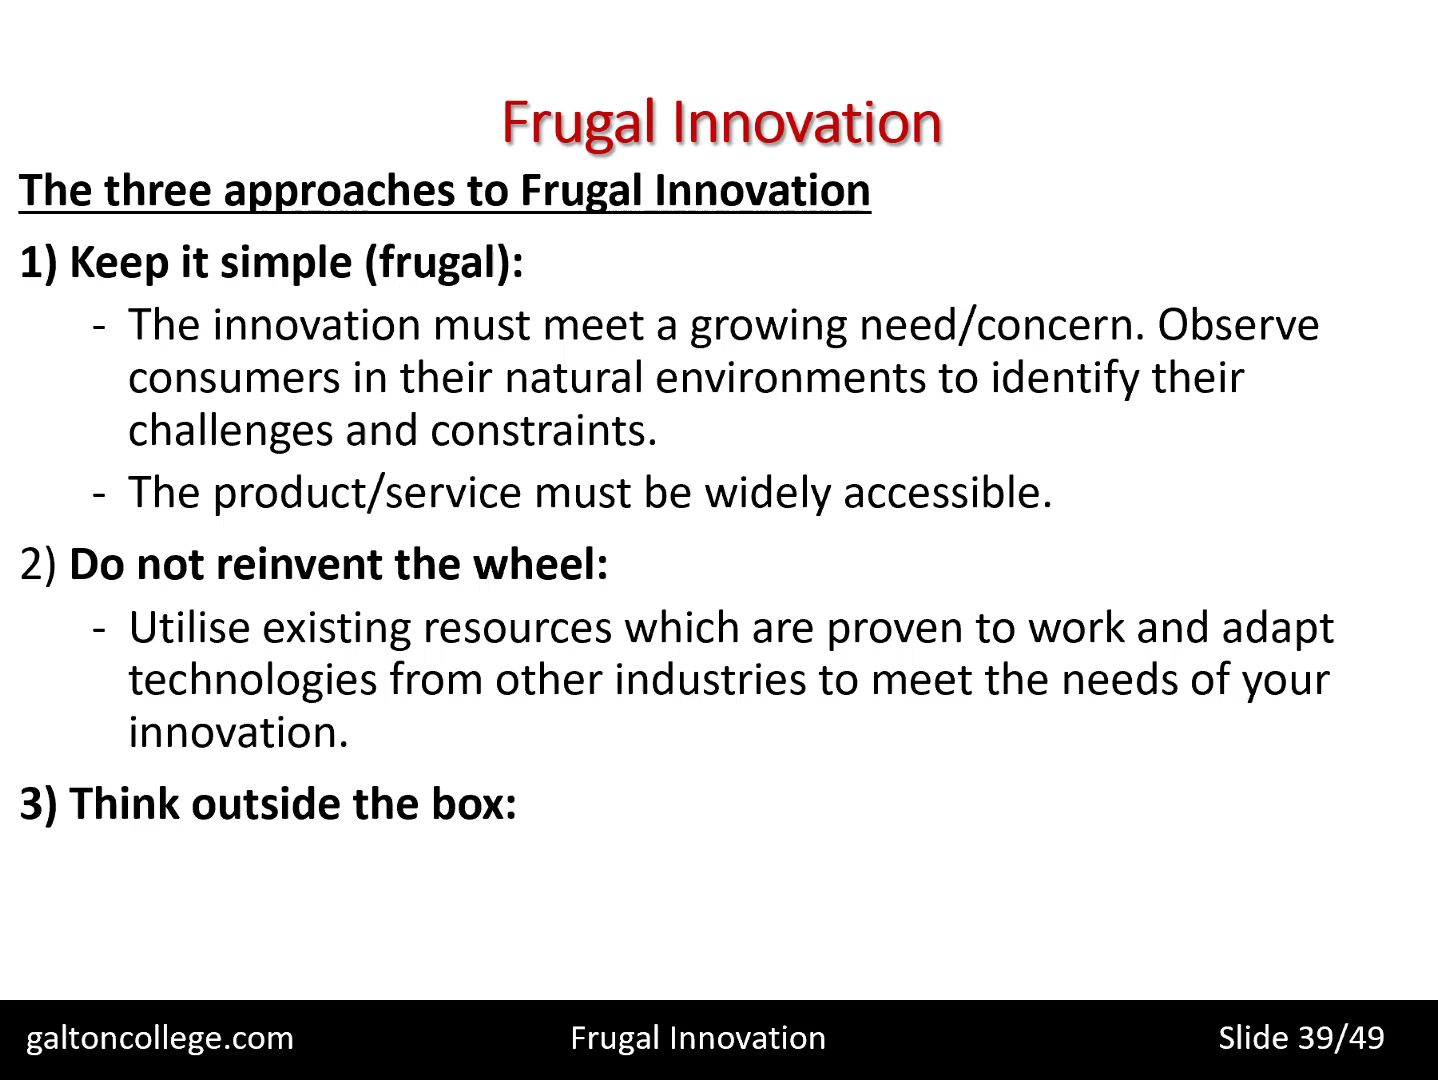 Frugal Innovation
The three approaches to Frugal Innovation
1) Keep it simple (frugal):
- The innovation must meet a growing need/concern. Observe
consumers in their natural environments to identify their
challenges and constraints.
- The product/service must be widely accessible.
2) Do not reinvent the wheel:
- Utilise existing resources which are proven to work and adapt
technologies from other industries to meet the needs of your
innovation.
3) Think outside the box:
galtoncollege.com Frugal Innovation Slide 39/49